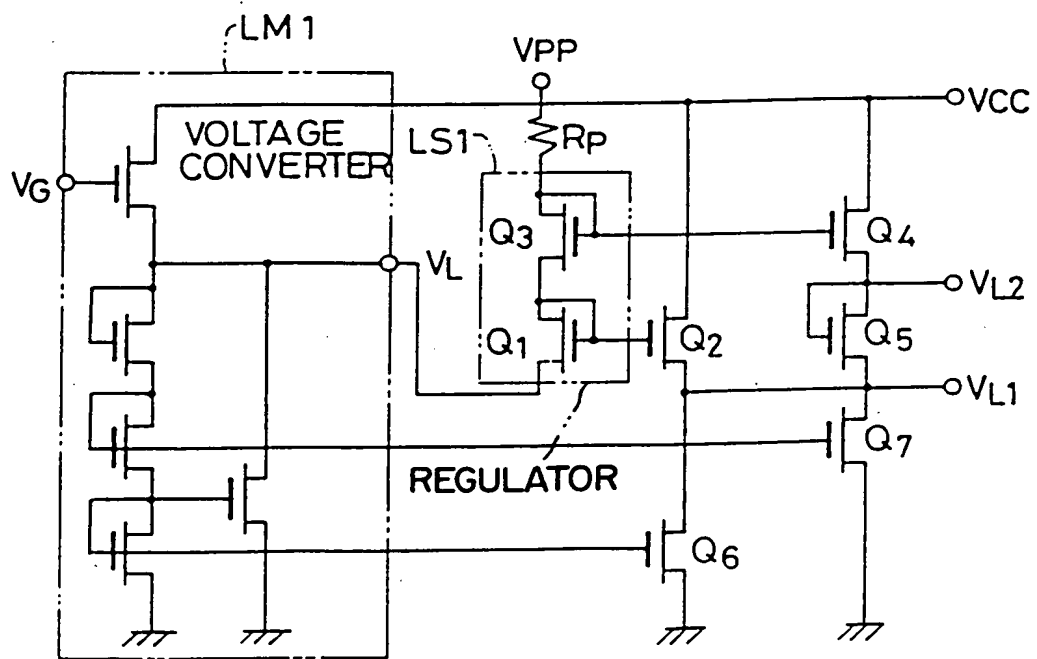 LM1
VPP
VCC
VOLTAGE
CONVERTER
LS1
RP
VG
Q3
Q4
VL
VL2
Q1
Q2
Q5
VL1
Q7
REGULATOR
Q6